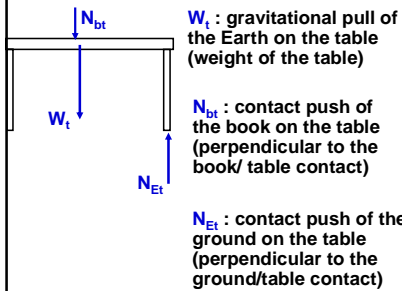 N_bt
W_t
N_Et
W_t : gravitational pull of
the Earth on the table
(weight of the table)
N_bt : contact push of
the book on the table
(perpendicular to the
book/ table contact)
N_Et : contact push of the
ground on the table
(perpendicular to the
ground/table contact)